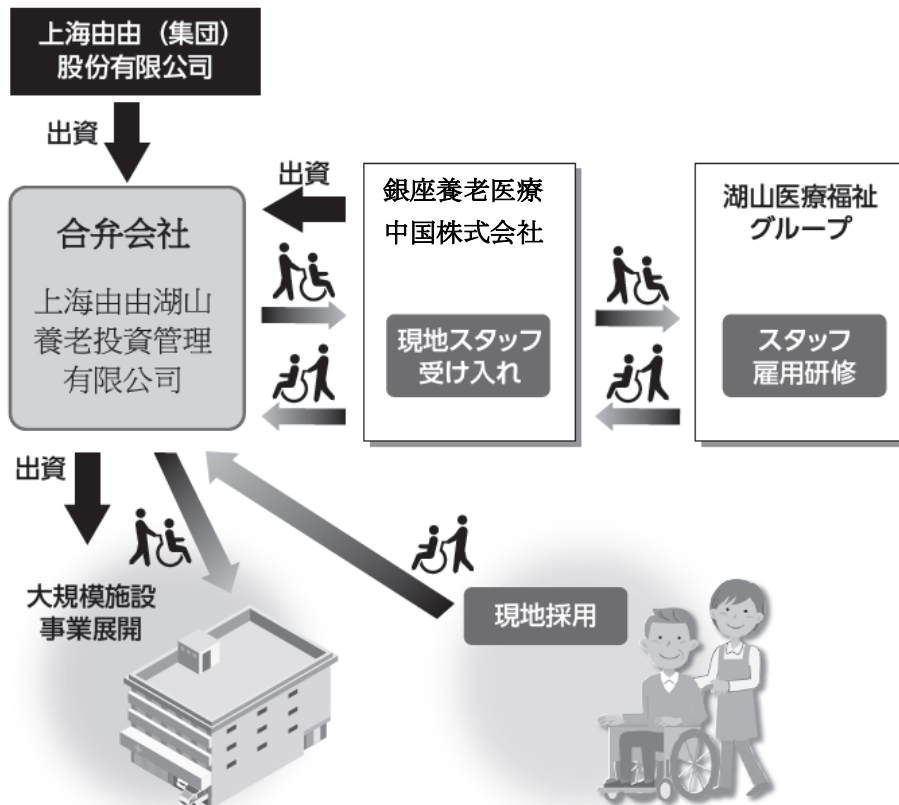 上海由由（集団）
股份有限公司
出資
合弁会社
上海由由湖山
養老投資管理
有限公司
出資
銀座養老医療
中国株式会社
現地スタッフ
受け入れ
湖山医療福祉
グループ
スタッフ
雇用研修
出資
大規模施設
事業展開
現地採用